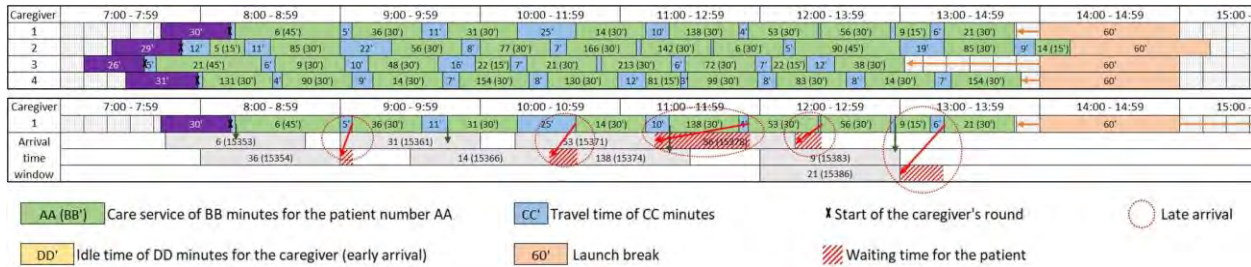 Caregiver 7:00 - 7:59 8:00 - 8:59 9:00 - 9:59 10:00 - 11:59 11:00 - 12:59 12:00 - 13:59 13:00 - 14:59 14:00 - 14:59 15:00 -
1 30' 6 (45') 5' 36 (30') 11' 31 (30') 25' 14 (30') 10' 138 (30') 4' 53 (30') 56 (30') 9 (15') 6' 21 (30') 60'
2 29' 12' 5 (15') 11' 85 (30') 22' 56 (30') 8' 77 (30') 7' 166 (30') 142 (30') 6 (30') 5' 90 (45') 19' 85 (30') 9' 14 (15') 60'
3 26' 5' 21 (45') 6' 9 (30') 10' 48 (30') 16' 22 (15') 7' 21 (30') 213 (30') 6' 72 (30') 7' 22 (15') 12' 38 (30') 60'
4 31' 131 (30') 4' 90 (30') 9' 14 (30') 7' 154 (30') 8' 130 (30') 12' 81 (15') 3' 99 (30') 8' 83 (30') 8' 14 (30') 7' 154 (30') 60'
Caregiver 7:00 - 7:59 8:00 - 8:59 9:00 - 9:59 10:00 - 10:59 11:00 - 11:59 12:00 - 12:59 13:00 - 13:59 14:00 - 14:59 15:00 -
1 30' 6 (45') 5' 36 (30') 11' 31 (30') 25' 14 (30') 10' 138 (30') 4' 53 (30') 56 (30') 9 (15') 6' 21 (30') 60'
Arrival 6 (15353) 31 (15361) 53 (15371) 56 (15378)
time 36 (15354) 14 (15366) 138 (15374) 9 (15383)
window 21 (15386)
AA (BB') Care service of BB minutes for the patient number AA CC' Travel time of CC minutes Start of the caregiver's round Late arrival
DD' Idle time of DD minutes for the caregiver (early arrival) 60' Launch break Waiting time for the patient